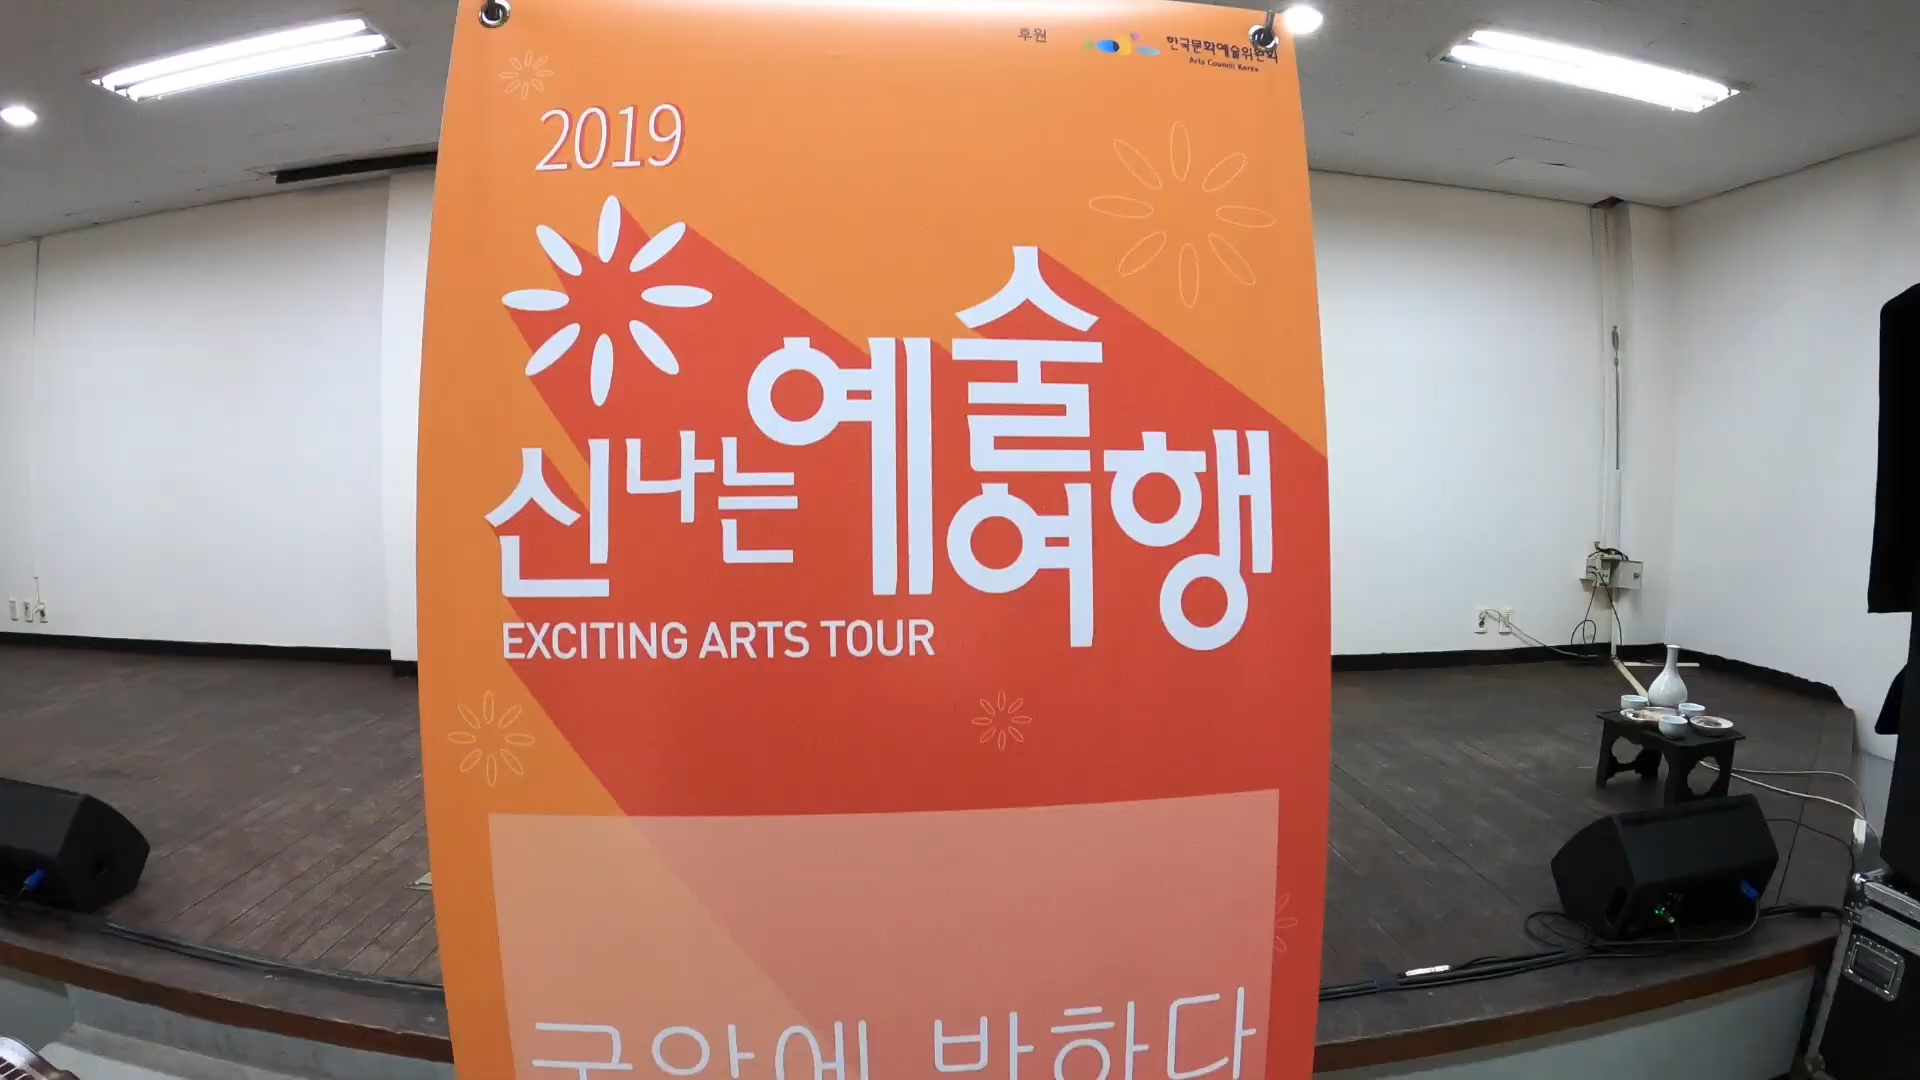 후원 한국문화예술위원회
Arts Council Korea
2019
신나는 예술여행
EXCITING ARTS TOUR
국악에 반하다